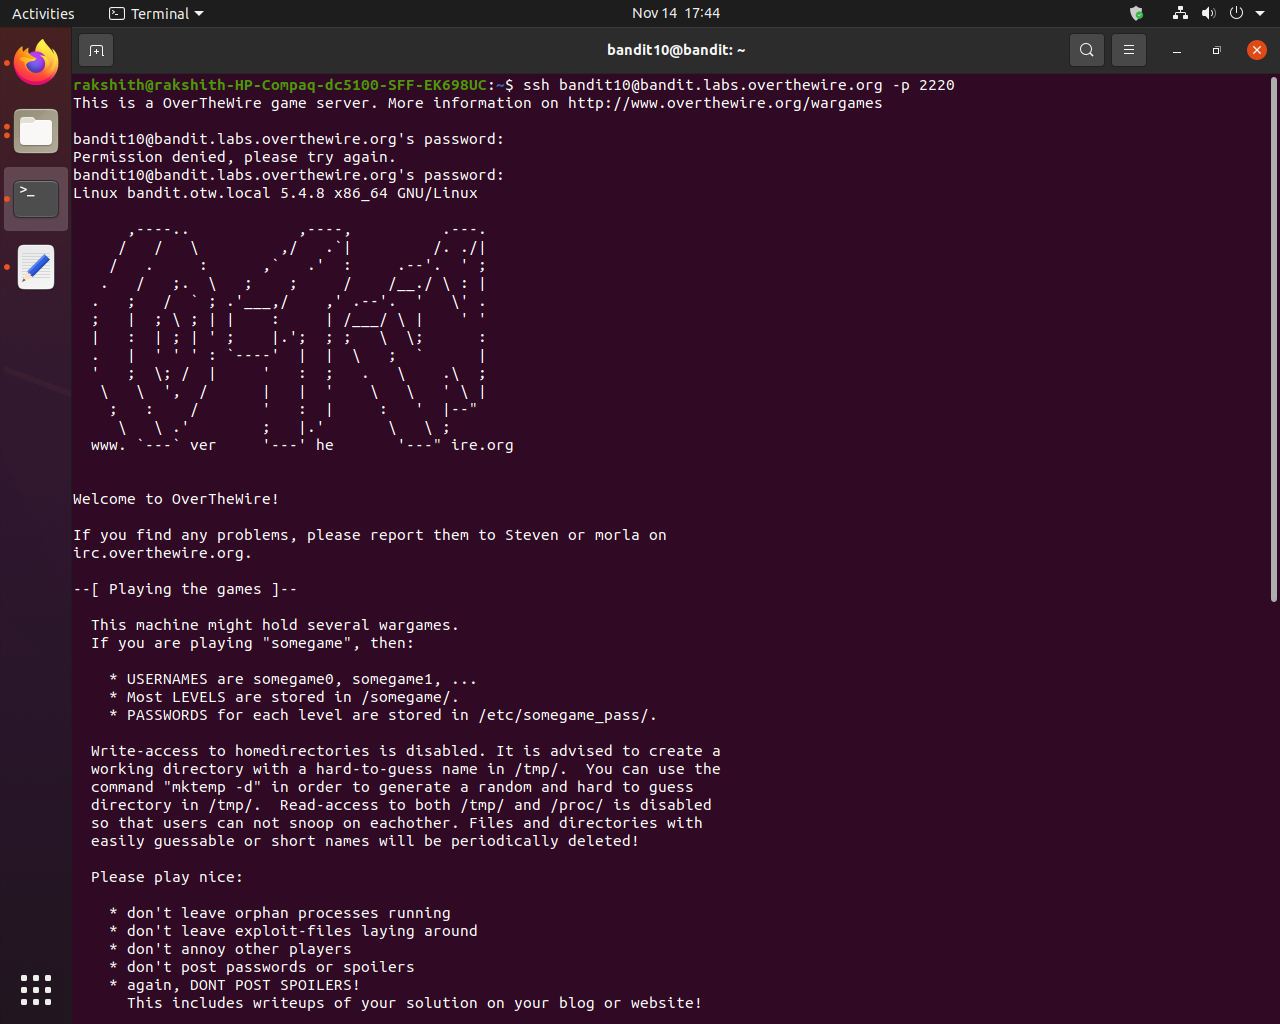 Activities Terminal Nov 14 17:44
bandit10@bandit: ~
rakshith@rakshith-HP-Compaq-dc5100-SFF-EK698UC:~$ ssh bandit10@bandit.labs.overthewire.org -p 2220
This is a OverTheWire game server. More information on http://www.overthewire.org/wargames
bandit10@bandit.labs.overthewire.org's password:
Permission denied, please try again.
bandit10@bandit.labs.overthewire.org's password:
Linux bandit.otw.local 5.4.8 x86_64 GNU/Linux
www. ver he ire.org
Welcome to OverTheWire!
If you find any problems, please report them to Steven or morla on
irc.overthewire.org.
--[ Playing the games ]--
This machine might hold several wargames.
If you are playing "somegame", then:
* USERNAMES are somegame0, somegame1, ...
* Most LEVELS are stored in /somegame/.
* PASSWORDS for each level are stored in /etc/somegame_pass/.
Write-access to homedirectories is disabled. It is advised to create a
working directory with a hard-to-guess name in /tmp/.  You can use the
command "mktemp -d" in order to generate a random and hard to guess
directory in /tmp/.  Read-access to both /tmp/ and /proc/ is disabled
so that users can not snoop on eachother. Files and directories with
easily guessable or short names will be periodically deleted!
Please play nice:
* don't leave orphan processes running
* don't leave exploit-files laying around
* don't annoy other players
* don't post passwords or spoilers
* again, DONT POST SPOILERS!
This includes writeups of your solution on your blog or website!